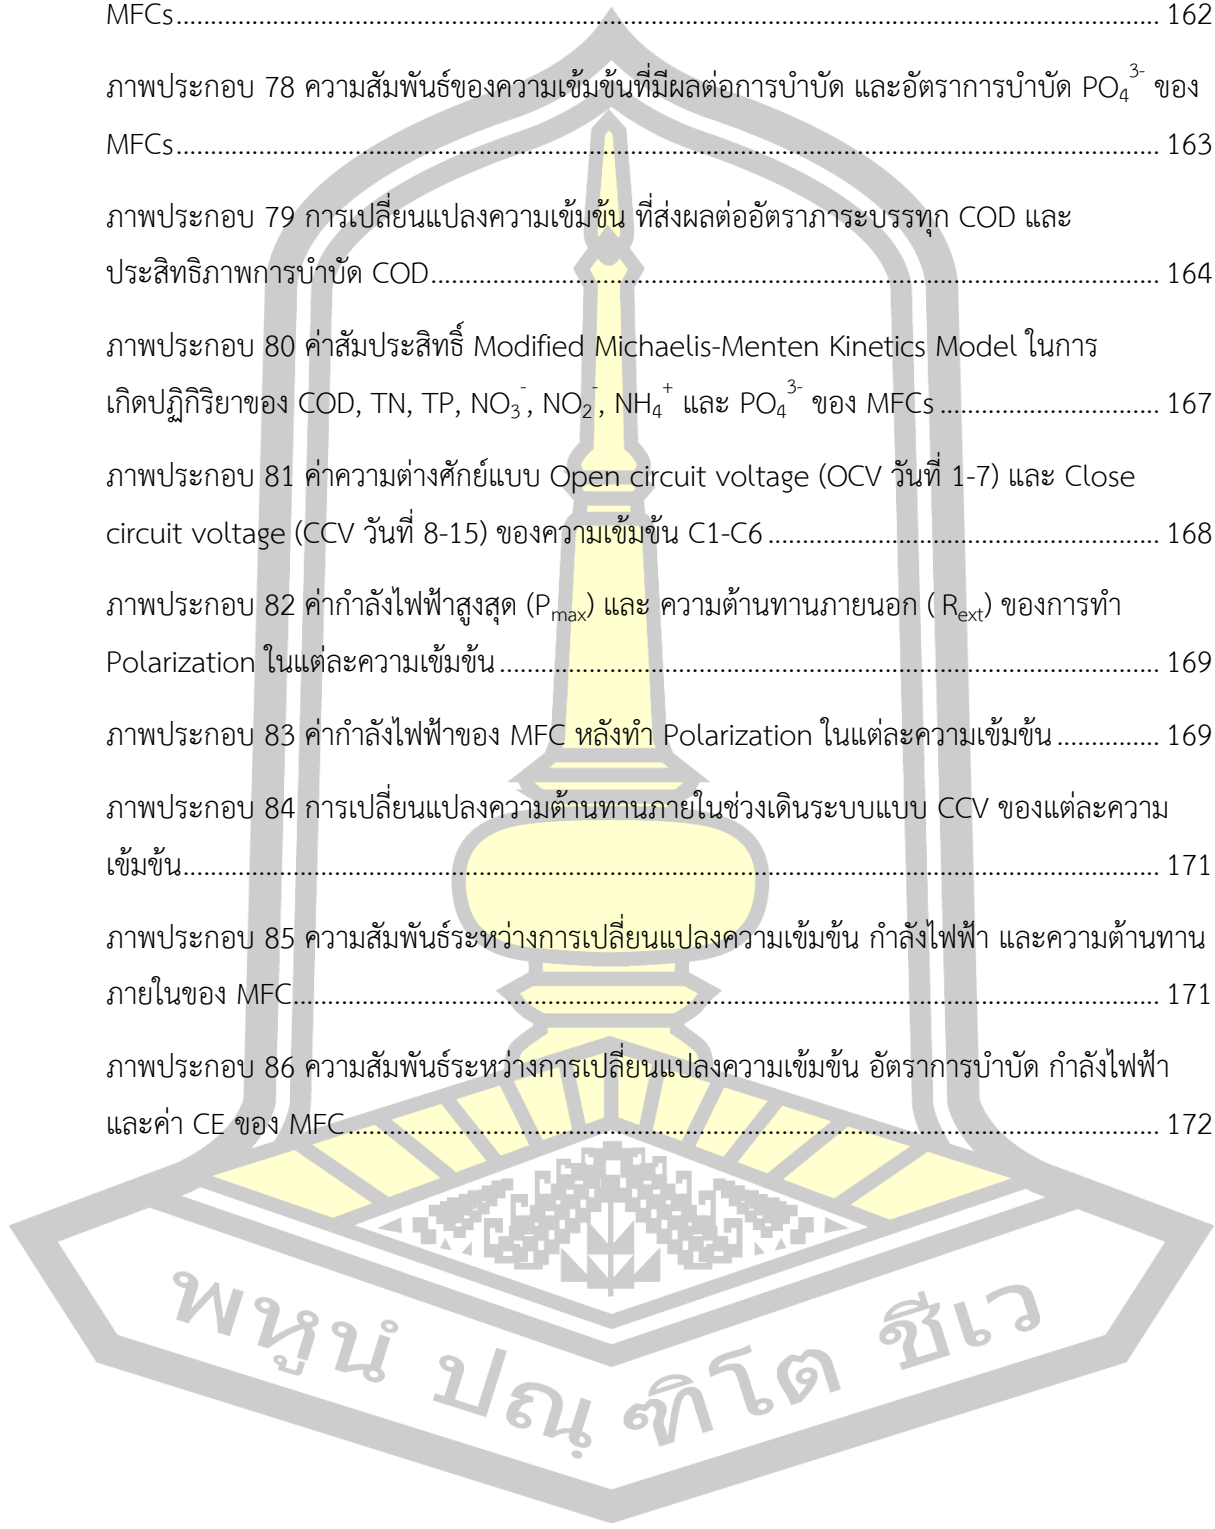 MFCs.................................................................................................................................. 162
ภาพประกอบ 78 ความสัมพันธ์ของความเข้มข้นที่มีผลต่อการบำบัด และอัตราการบำบัด PO₄³⁻ ของ
MFCs.................................................................................................................................. 163
ภาพประกอบ 79 การเปลี่ยนแปลงความเข้มข้น ที่ส่งผลต่ออัตราภาระบรรทุก COD และ
ประสิทธิภาพการบำบัด COD................................................................................................ 164
ภาพประกอบ 80 ค่าสัมประสิทธิ์ Modified Michaelis-Menten Kinetics Model ในการ
เกิดปฏิกิริยาของ COD, TN, TP, NO₃⁻, NO₂⁻, NH₄⁺ และ PO₄³⁻ ของ MFCs ............................. 167
ภาพประกอบ 81 ค่าความต่างศักย์แบบ Open circuit voltage (OCV วันที่ 1-7) และ Close
circuit voltage (CCV วันที่ 8-15) ของความเข้มข้น C1-C6 .................................................... 168
ภาพประกอบ 82 ค่ากำลังไฟฟ้าสูงสุด (Pmax) และ ความต้านทานภายนอก ( Rext) ของการทำ
Polarization ในแต่ละความเข้มข้น ....................................................................................... 169
ภาพประกอบ 83 ค่ากำลังไฟฟ้าของ MFC หลังทำ Polarization ในแต่ละความเข้มข้น ............... 169
ภาพประกอบ 84 การเปลี่ยนแปลงความต้านทานภายในช่วงเดินระบบแบบ CCV ของแต่ละความ
เข้มข้น................................................................................................................................. 171
ภาพประกอบ 85 ความสัมพันธ์ระหว่างการเปลี่ยนแปลงความเข้มข้น กำลังไฟฟ้า และความต้านทาน
ภายในของ MFC................................................................................................................... 171
ภาพประกอบ 86 ความสัมพันธ์ระหว่างการเปลี่ยนแปลงความเข้มข้น อัตราการบำบัด กำลังไฟฟ้า
และค่า CE ของ MFC............................................................................................................ 172
พหูนํ ปณฺฑิโต ชีเว